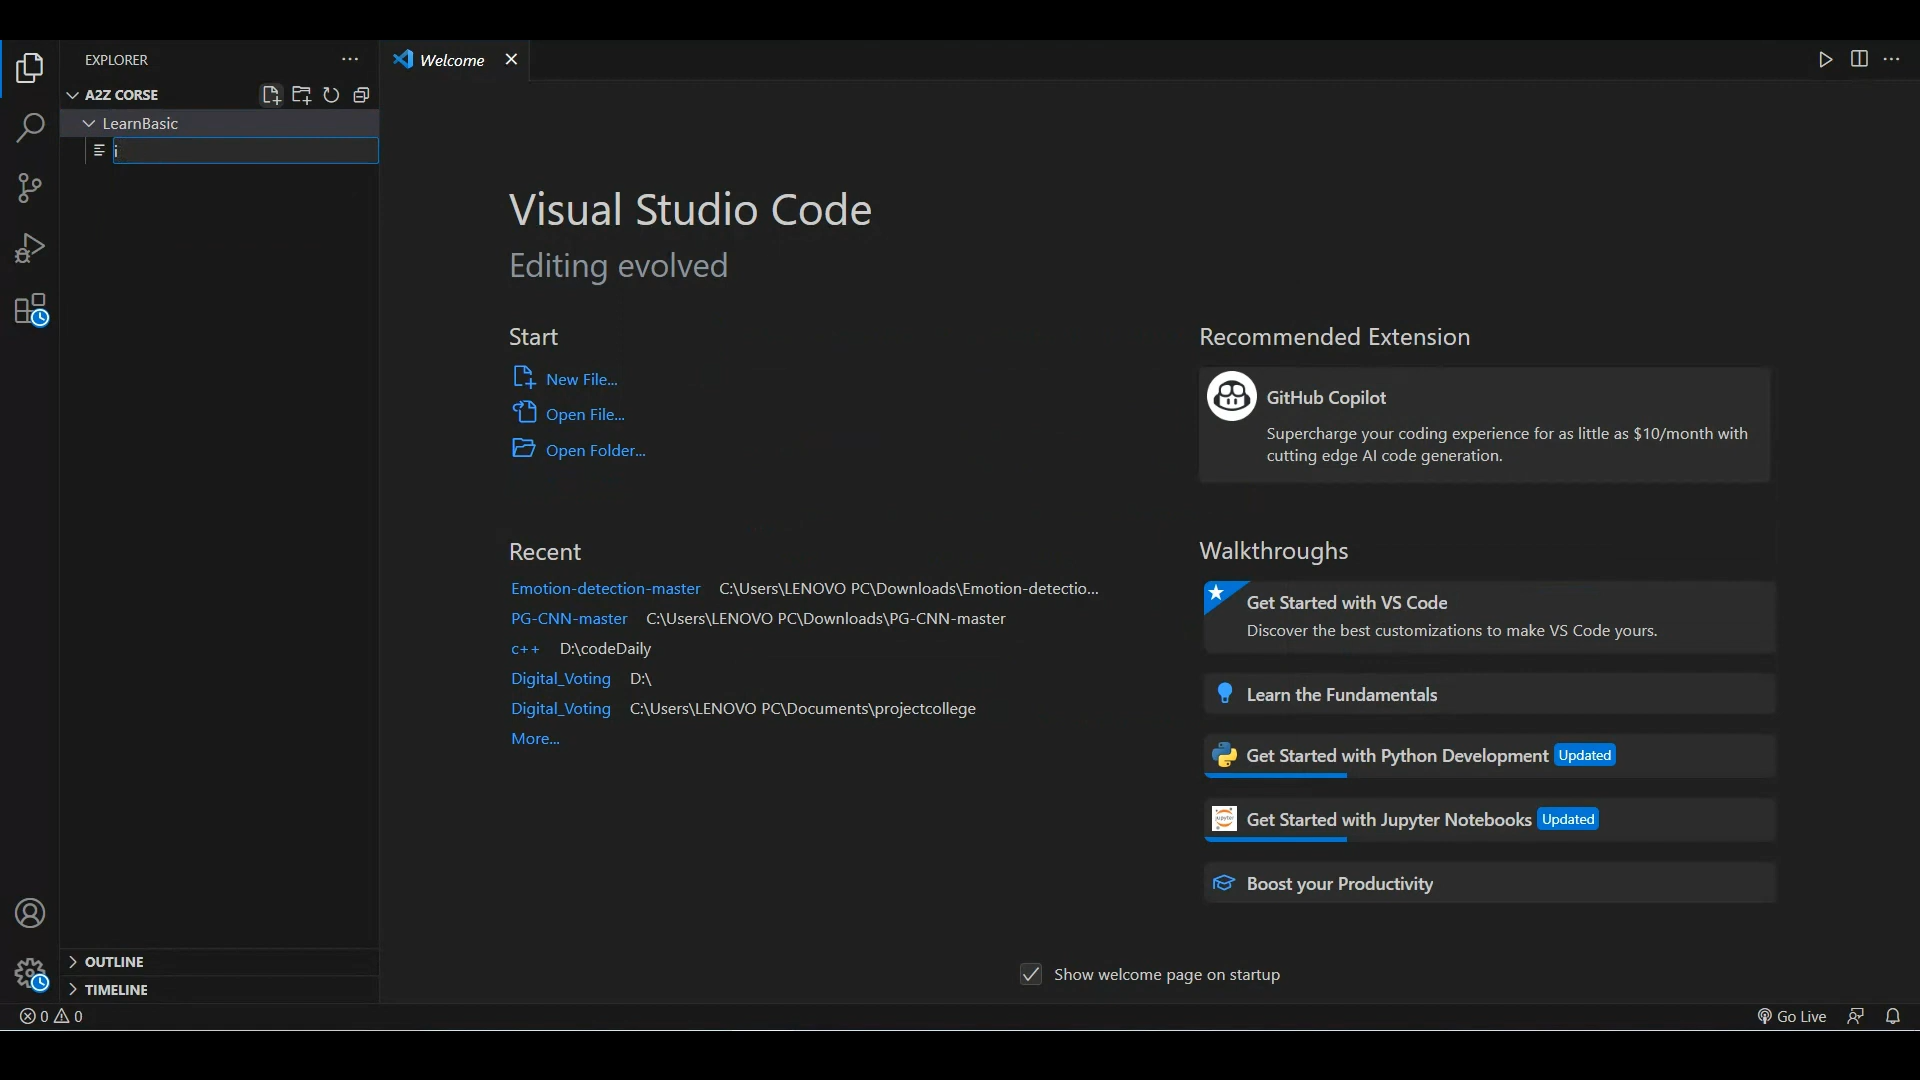 EXPLORER
Welcome
A2Z CORSE
LearnBasic
i
Visual Studio Code
Editing evolved
Start
New File...
Open File...
Open Folder...
Recent
Emotion-detection-master C:\Users\LENOVO PC\Downloads\Emotion-detectio...
PG-CNN-master C:\Users\LENOVO PC\Downloads\PG-CNN-master
c++ D:\codeDaily
Digital_Voting D:\
Digital_Voting C:\Users\LENOVO PC\Documents\projectcollege
More...
Recommended Extension
GitHub Copilot
Supercharge your coding experience for as little as $10/month with
cutting edge AI code generation.
Walkthroughs
Get Started with VS Code
Discover the best customizations to make VS Code yours.
Learn the Fundamentals
Get Started with Python Development Updated
Get Started with Jupyter Notebooks Updated
Boost your Productivity
Show welcome page on startup
OUTLINE
TIMELINE
0 0
Go Live